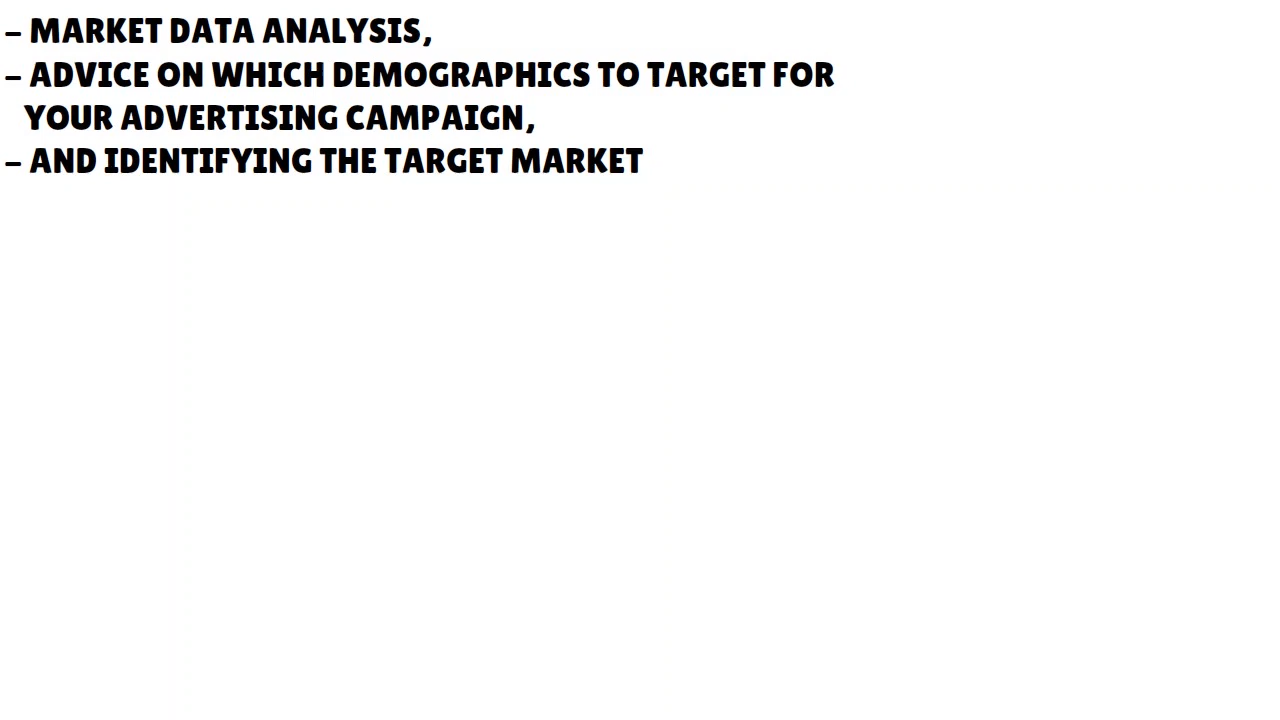 – MARKET DATA ANALYSIS,
– ADVICE ON WHICH DEMOGRAPHICS TO TARGET FOR
YOUR ADVERTISING CAMPAIGN,
– AND IDENTIFYING THE TARGET MARKET